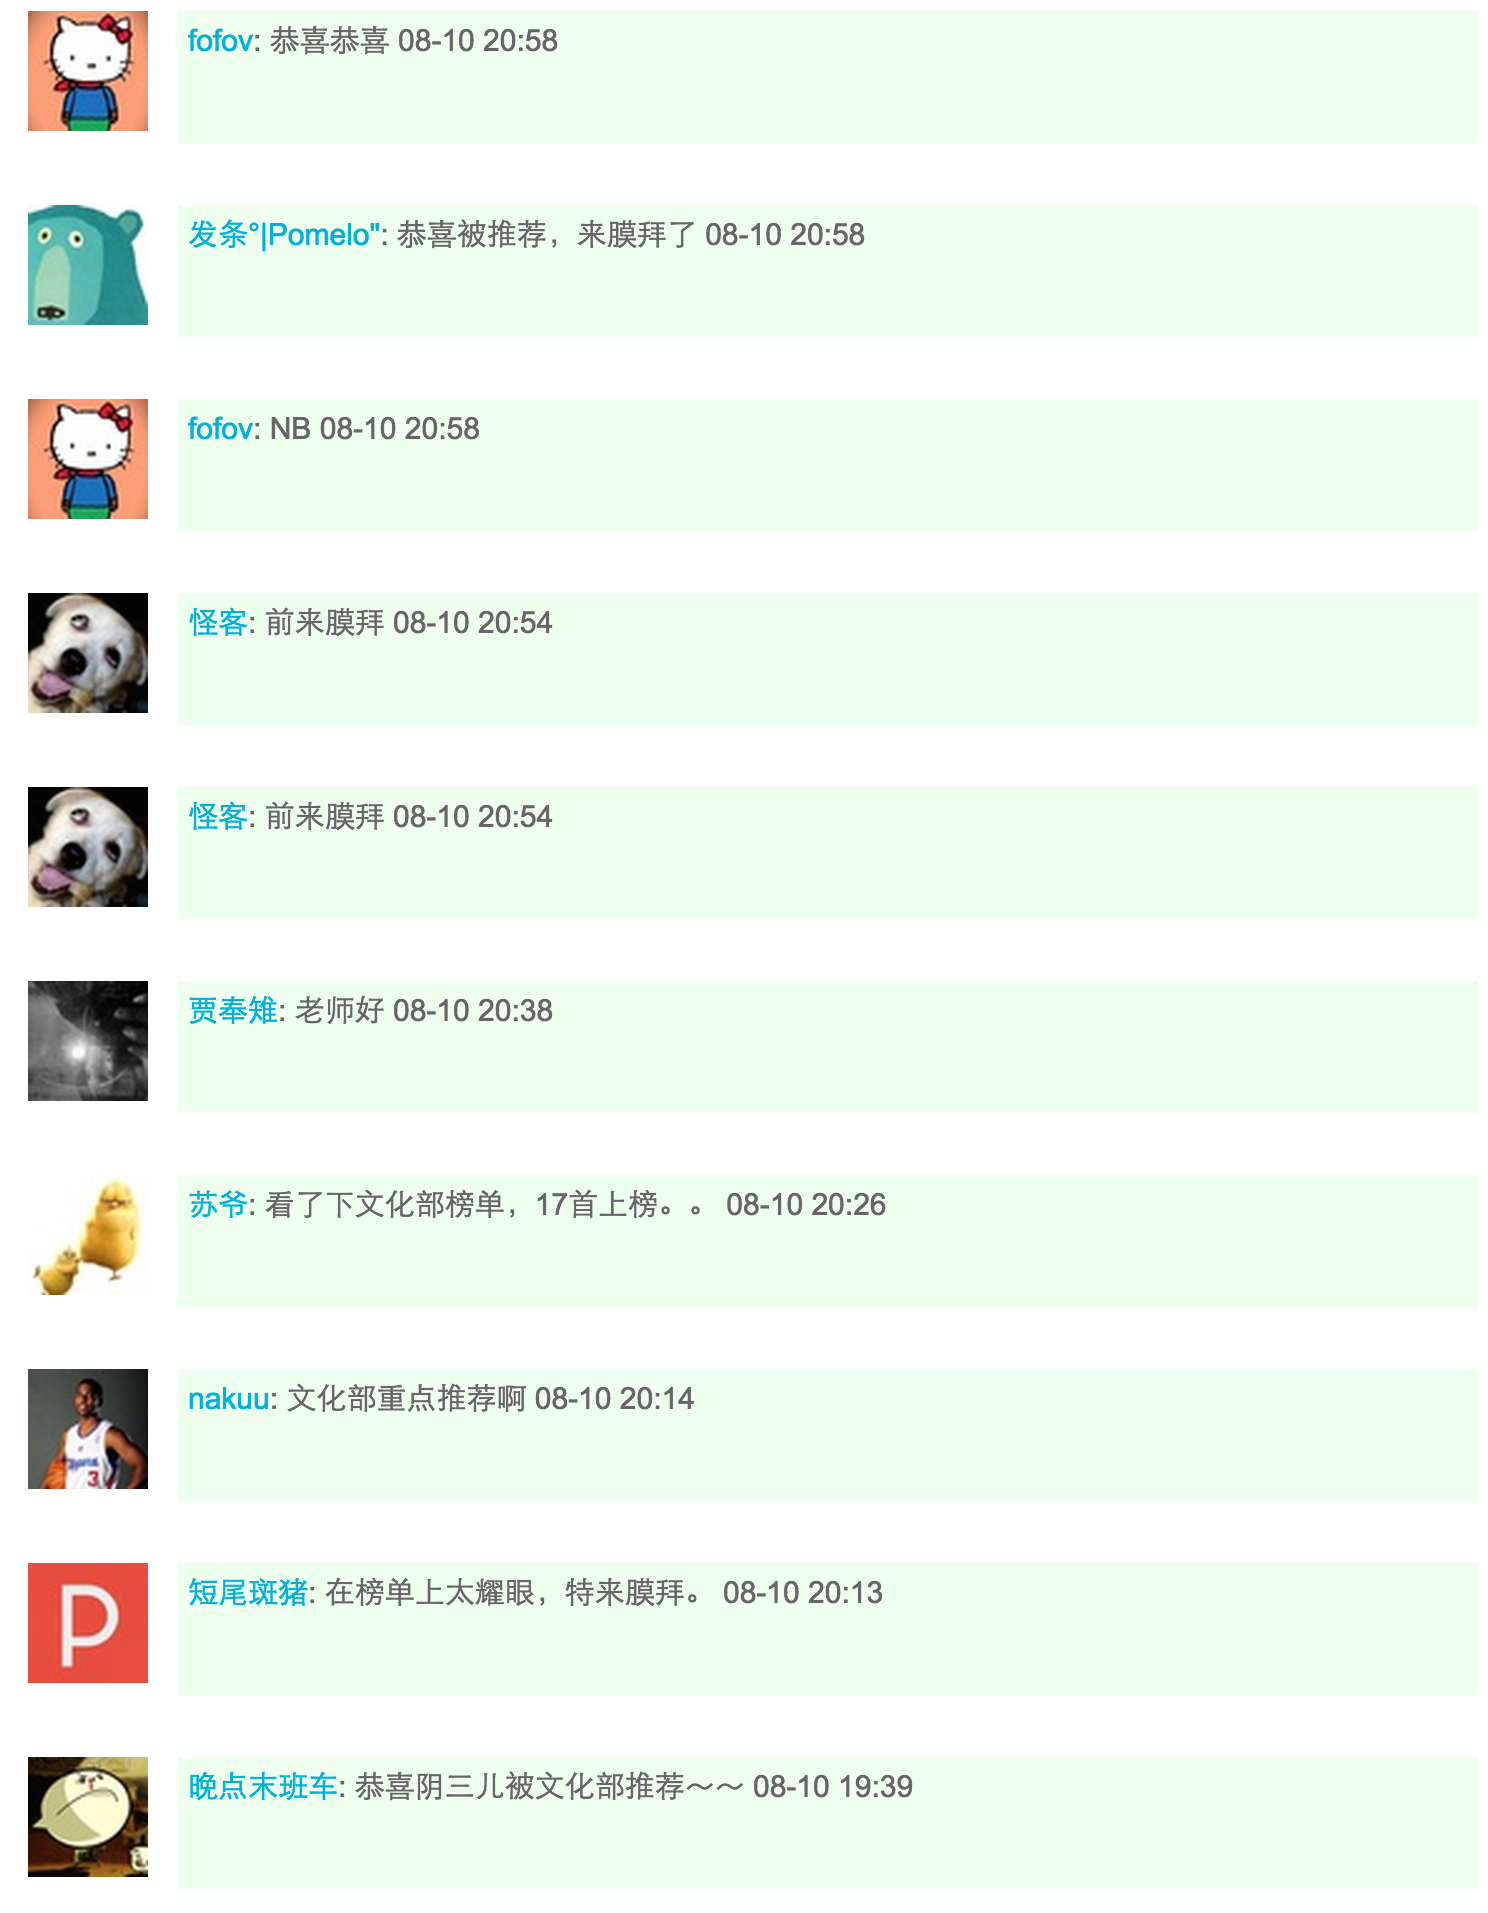 fofov: 恭喜恭喜 08-10 20:58
发条°|Pomelo": 恭喜被推荐，来膜拜了 08-10 20:58
fofov: NB 08-10 20:58
怪客: 前来膜拜 08-10 20:54
怪客: 前来膜拜 08-10 20:54
贾奉雉: 老师好 08-10 20:38
苏爷: 看了下文化部榜单，17首上榜。。 08-10 20:26
nakuu: 文化部重点推荐啊 08-10 20:14
3
短尾斑猪: 在榜单上太耀眼，特来膜拜。 08-10 20:13
P
晚点末班车: 恭喜阴三儿被文化部推荐～～ 08-10 19:39